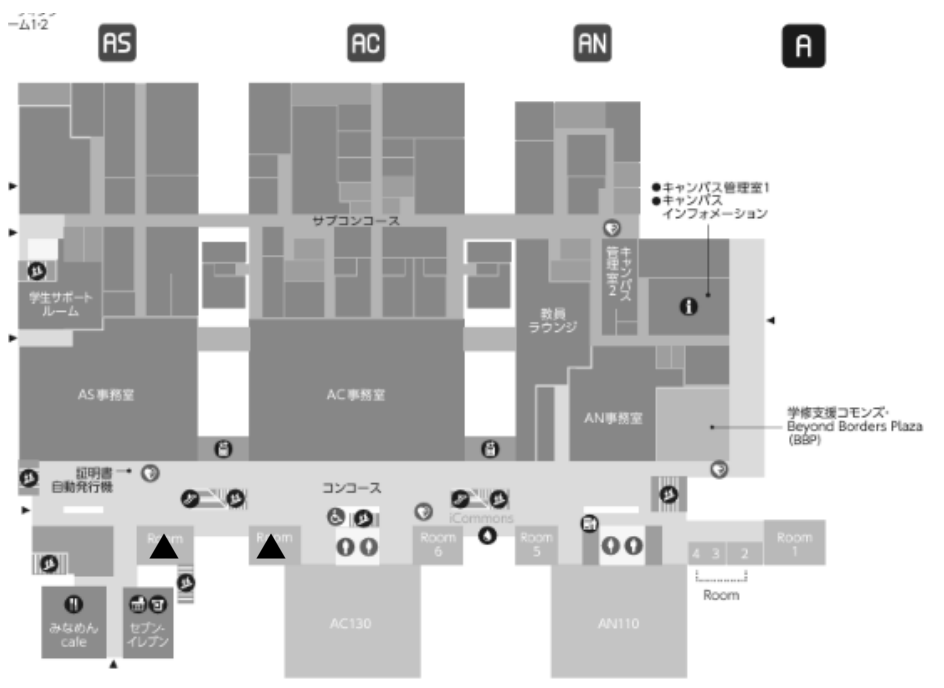 ーム1・2
AS
AC
AN
A
●キャンパス管理室1
●キャンパス
インフォメーション
サブコンコース
キャンパス
管理室2
学生サポート
ルーム
教員
ラウンジ
AS事務室
AC事務室
AN事務室
学修支援コモンズ・
Beyond Borders Plaza
(BBP)
証明書
自動発行機
コンコース
iCommons
Room
Room
Room
6
Room
5
4 3 2
Room
1
Room
みなめん
cafe
セブン-
イレブン
AC130
AN110